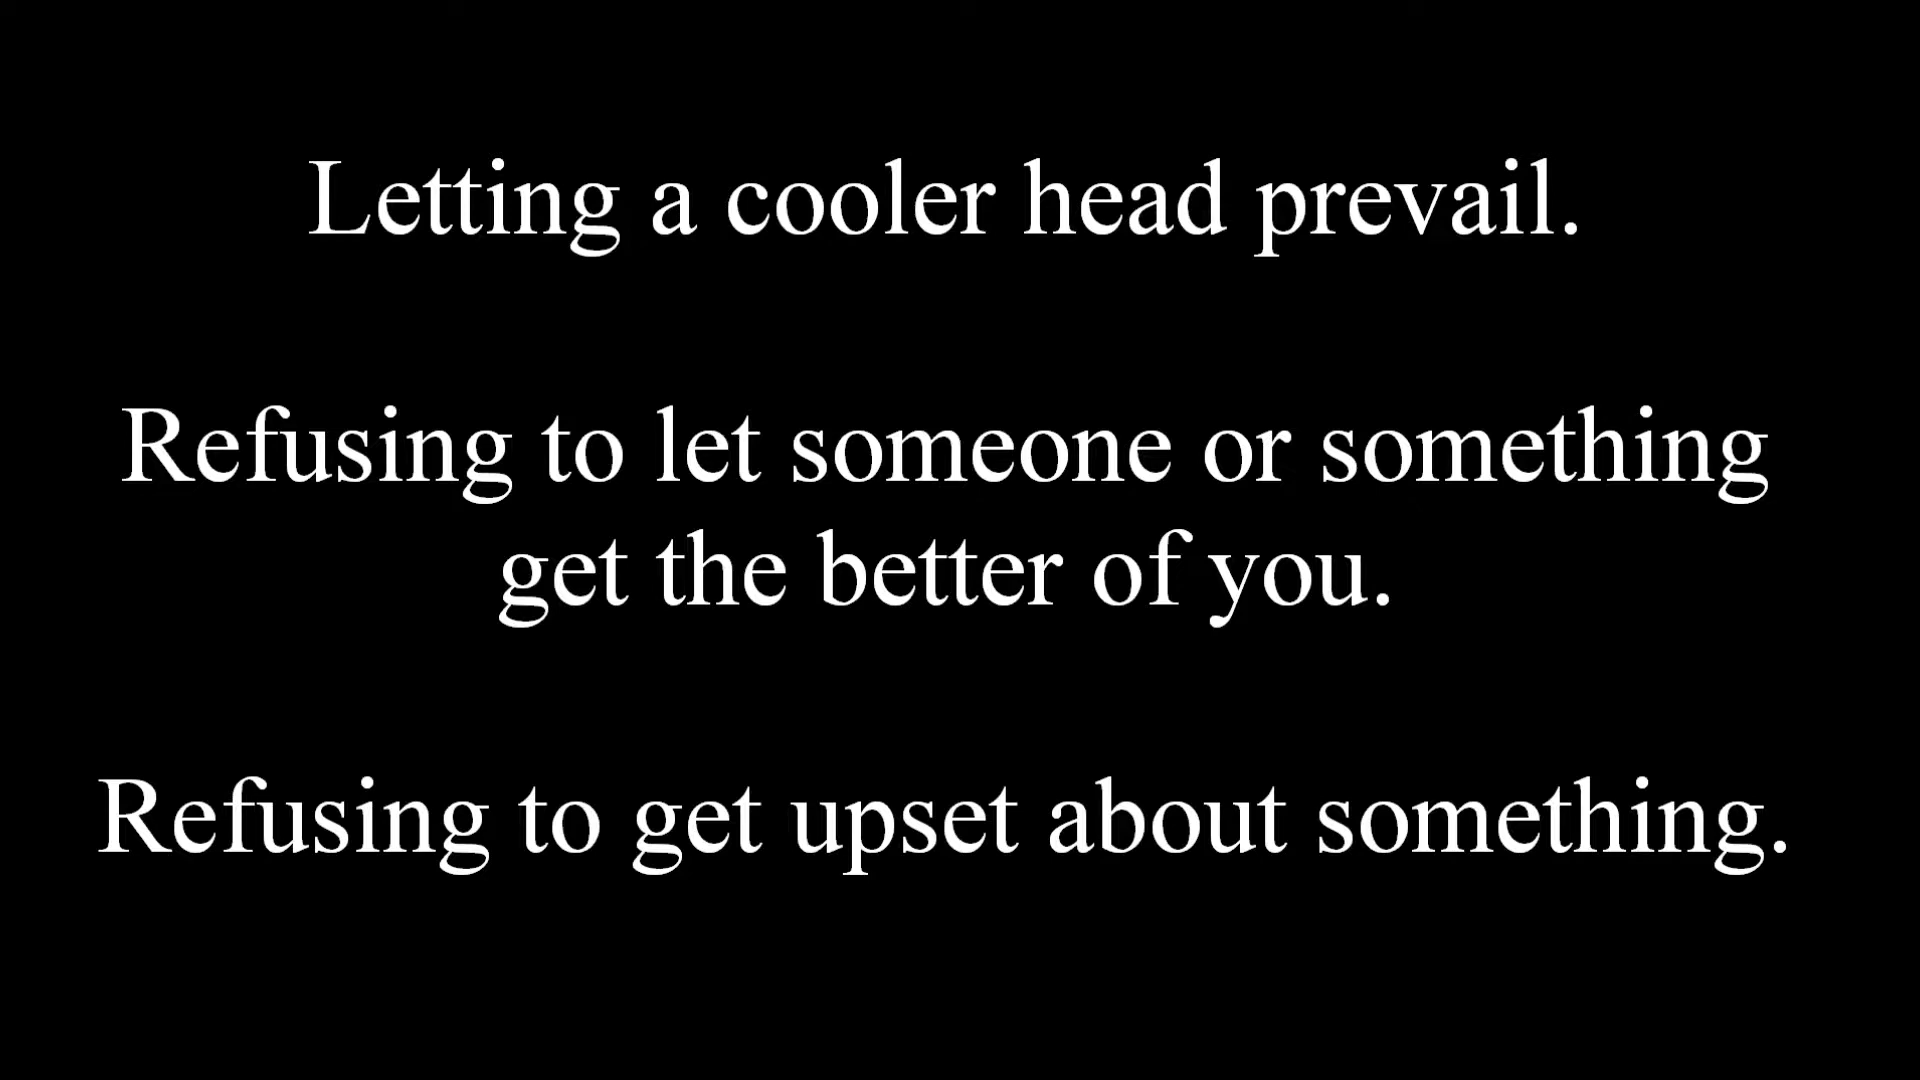 Letting a cooler head prevail.
Refusing to let someone or something
get the better of you.
Refusing to get upset about something.